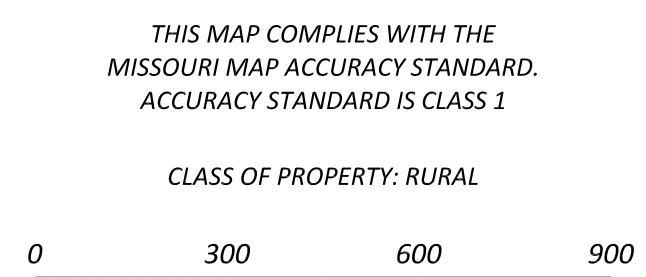 THIS MAP COMPLIES WITH THE
MISSOURI MAP ACCURACY STANDARD.
ACCURACY STANDARD IS CLASS 1
CLASS OF PROPERTY: RURAL
0 300 600 900